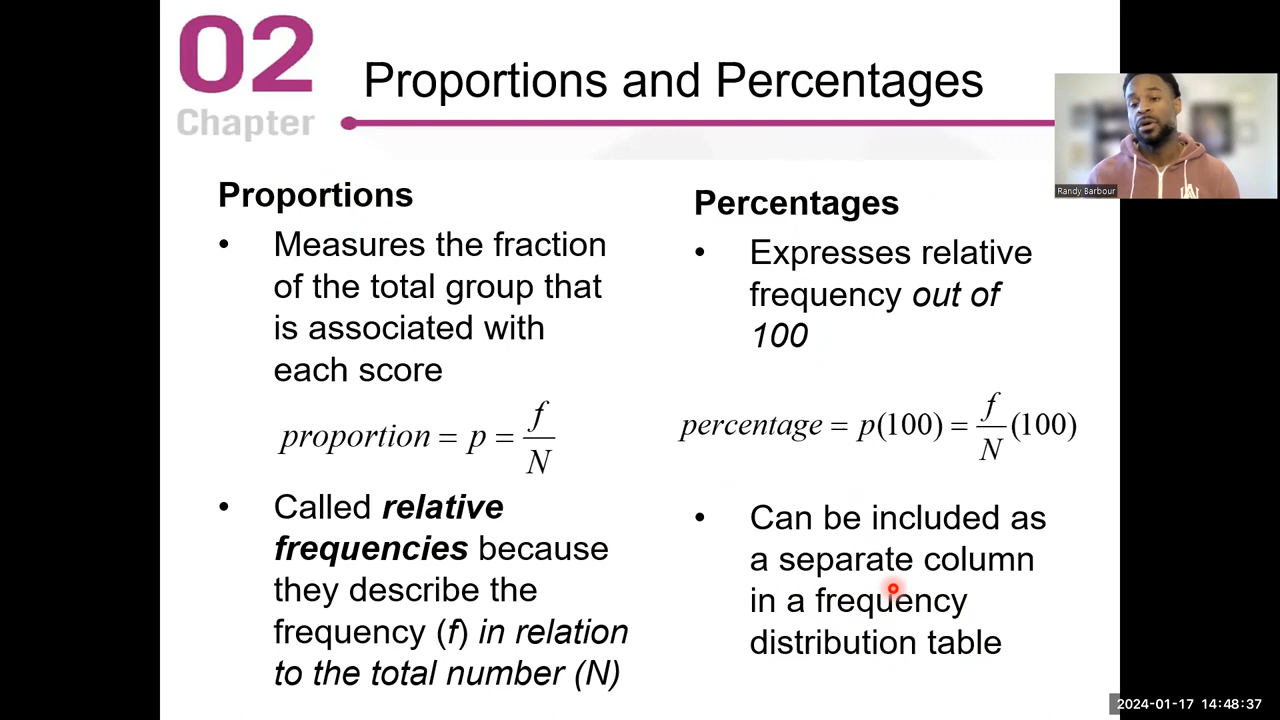 02
Chapter
Proportions and Percentages
Randy Barbour
Proportions
• Measures the fraction
of the total group that
is associated with
each score
proportion = p = f/N
• Called relative
frequencies because
they describe the
frequency (f) in relation
to the total number (N)
Percentages
• Expresses relative
frequency out of
100
percentage = p(100) = f/N (100)
• Can be included as
a separate column
in a frequency
distribution table
2024-01-17 14:48:37